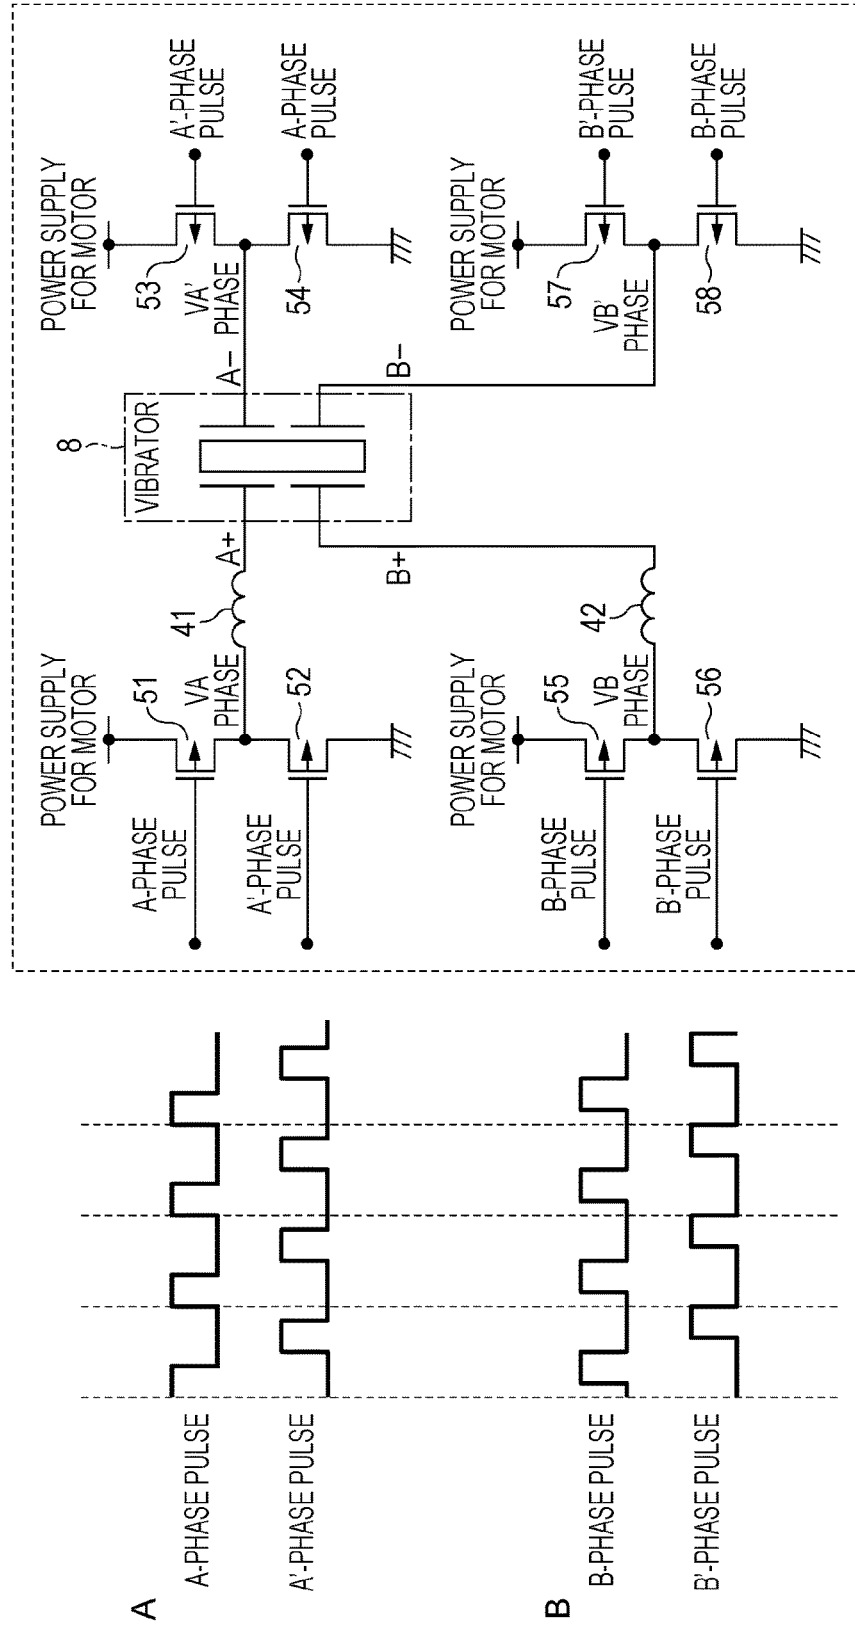 A
A-PHASE PULSE
A'-PHASE PULSE
B
B-PHASE PULSE
B'-PHASE PULSE
POWER SUPPLY
FOR MOTOR
A-PHASE
PULSE
51
VA
PHASE
A'-PHASE
PULSE
52
41
A+
8
VIBRATOR
A−
POWER SUPPLY
FOR MOTOR
53
A'-PHASE
PULSE
VA'
PHASE
54
A-PHASE
PULSE
B+
B−
POWER SUPPLY
FOR MOTOR
B-PHASE
PULSE
55
VB
PHASE
B'-PHASE
PULSE
56
42
POWER SUPPLY
FOR MOTOR
57
B'-PHASE
PULSE
VB'
PHASE
58
B-PHASE
PULSE